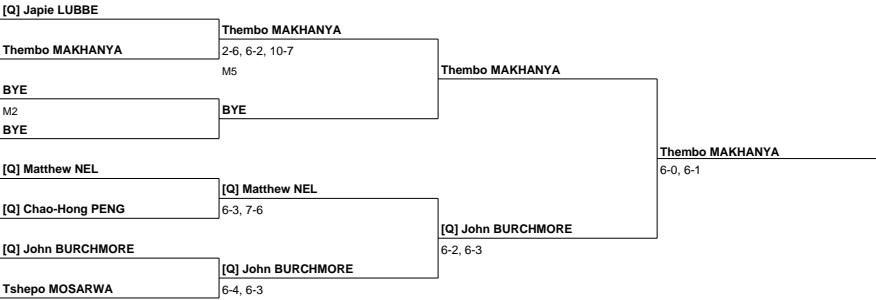 [Q] Japie LUBBE
Thembo MAKHANYA
Thembo MAKHANYA
2-6, 6-2, 10-7
M5
Thembo MAKHANYA
BYE
M2
BYE
BYE
Thembo MAKHANYA
6-0, 6-1
[Q] Matthew NEL
[Q] Matthew NEL
[Q] Chao-Hong PENG
6-3, 7-6
[Q] John BURCHMORE
6-2, 6-3
[Q] John BURCHMORE
[Q] John BURCHMORE
Tshepo MOSARWA
6-4, 6-3